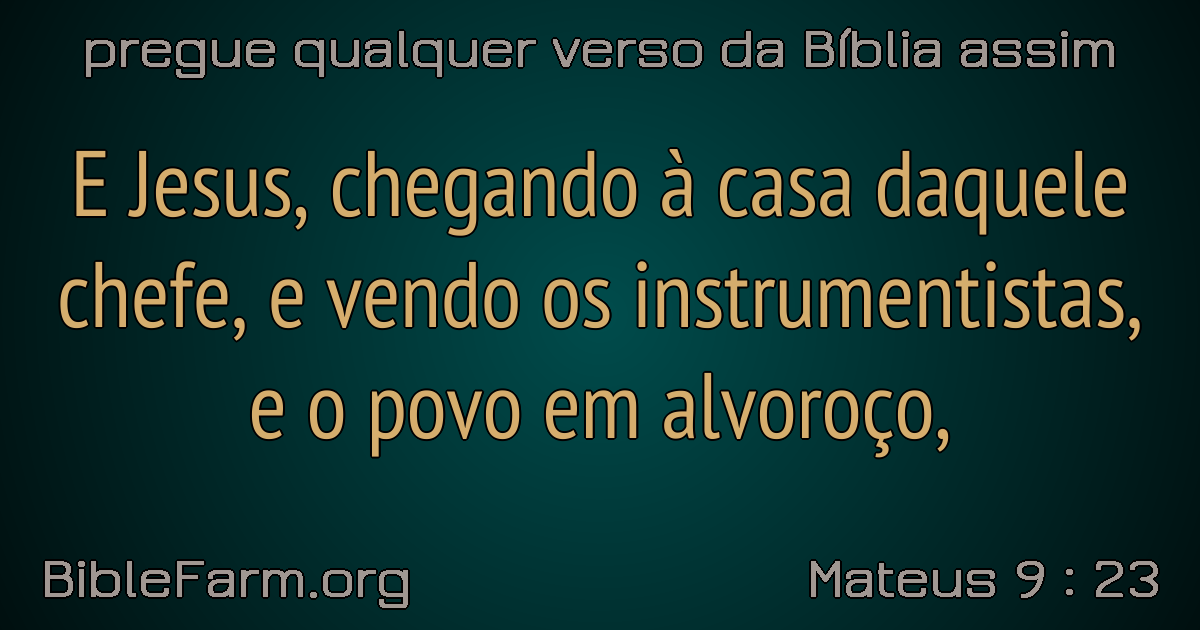 pregue qualquer verso da Bíblia assim
E Jesus, chegando à casa daquele
chefe, e vendo os instrumentistas,
e o povo em alvoroço,
BibleFarm.org
Mateus 9 : 23